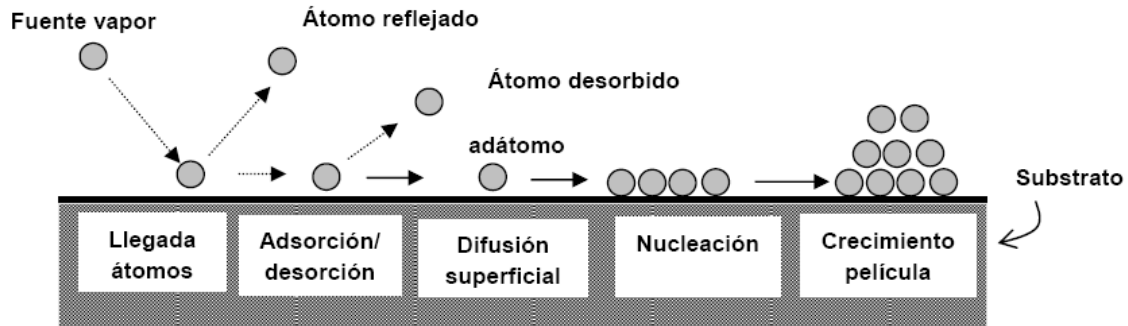 Fuente vapor
Átomo reflejado
Átomo desorbido
adátomo
Substrato
Llegada
átomos
Adsorción/
desorción
Difusión
superficial
Nucleación
Crecimiento
película